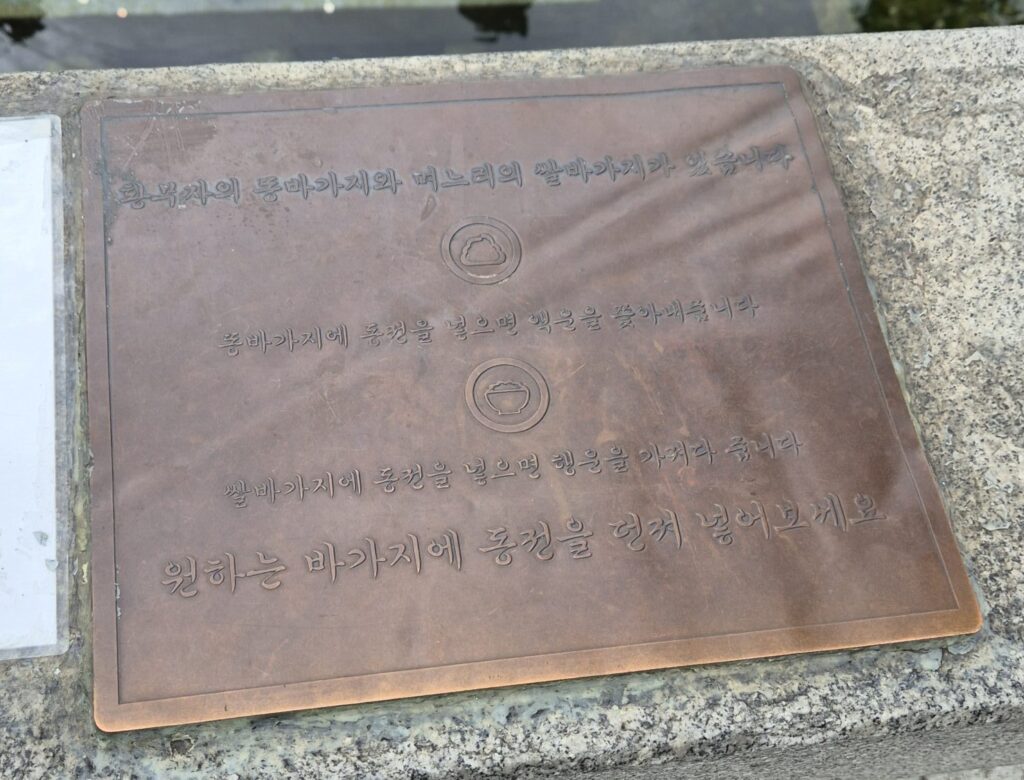 황부자의 똥바가지와 며느리의 쌀바가지가 있습니다
똥바가지에 동전을 넣으면 액운을 쫓아내줍니다
쌀바가지에 동전을 넣으면 행운을 가져다 줍니다
원하는 바가지에 동전을 던져 넣어보세요